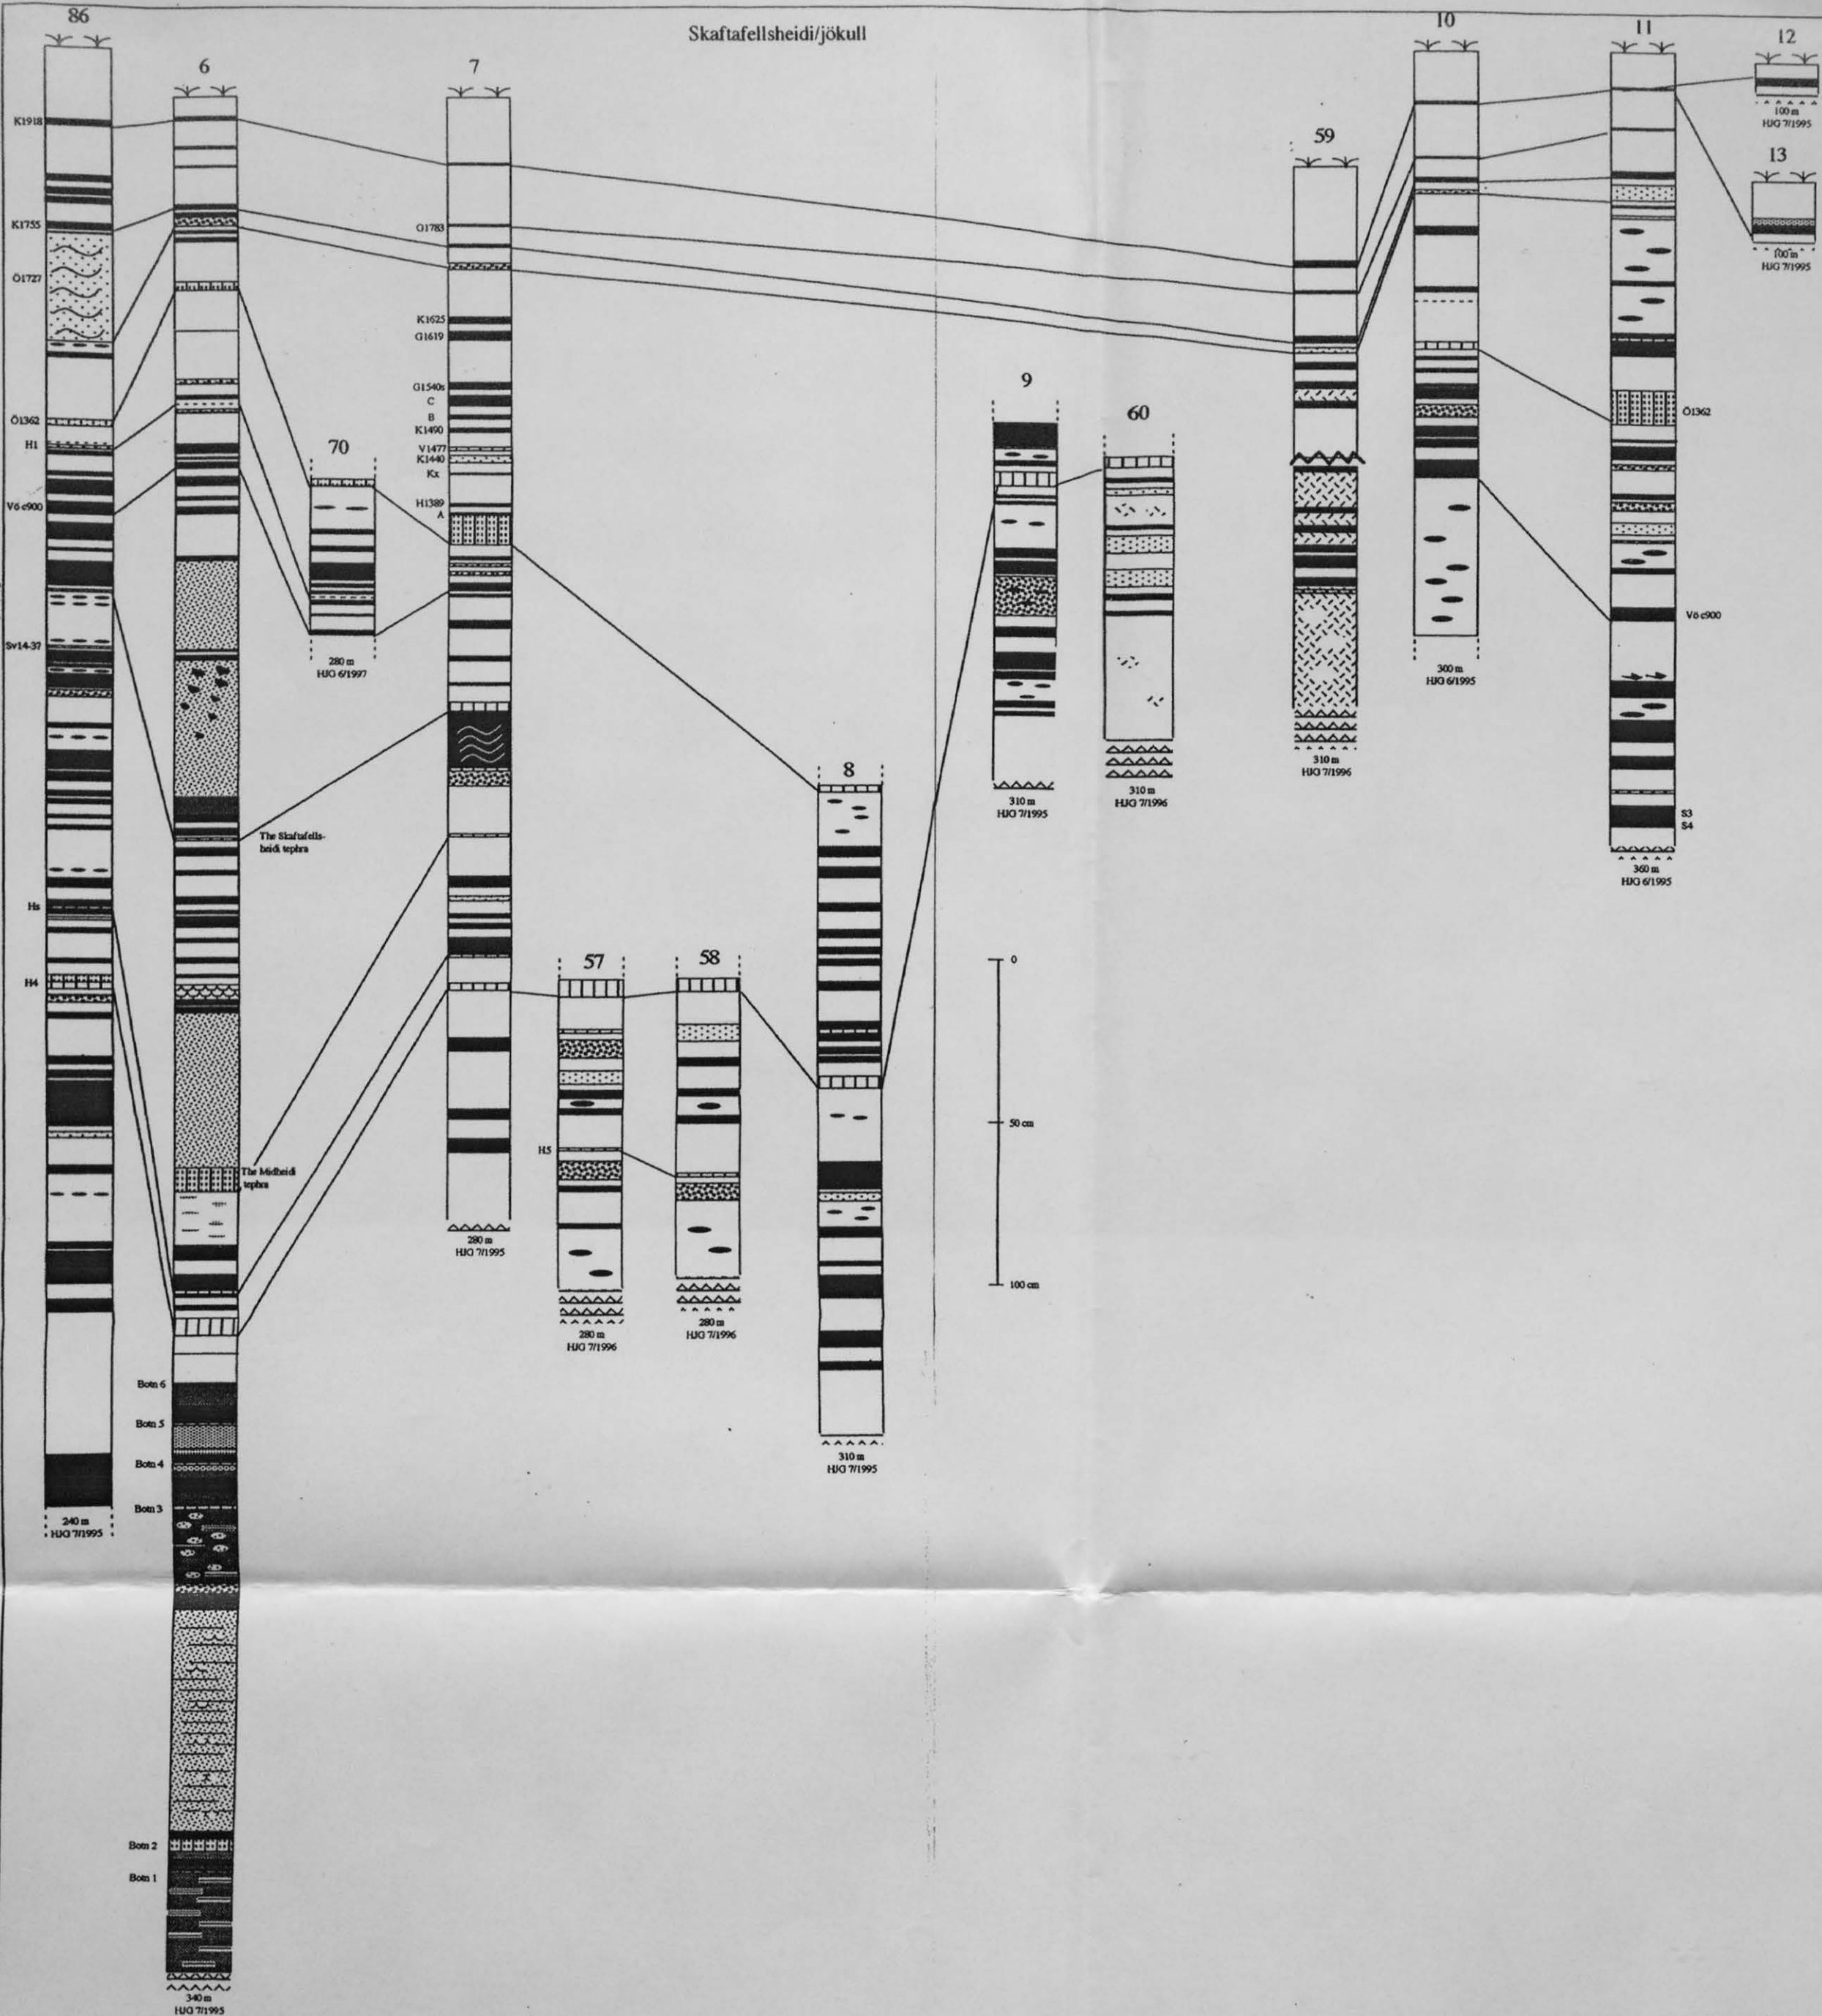 Skaftafellsheidi/jökull
86
K1918
K1755
Ö1727
Ö1362
H1
Vö c900
Sv14-37
Hs
H4
240 m
HJG 7/1995
6
The Skaftafells-
heidi tephra
The Midheidi
tephra
Botn 6
Botn 5
Botn 4
Botn 3
Botn 2
Botn 1
340 m
HJG 7/1995
70
280 m
HJG 6/1997
7
G1783
K1625
G1619
G1540s
C
B
K1490
V1477
K1440
Kx
H1389
A
280 m
HJG 7/1995
57
H5
280 m
HJG 7/1996
58
280 m
HJG 7/1996
8
310 m
HJG 7/1995
0
50 cm
100 cm
9
310 m
HJG 7/1995
60
310 m
HJG 7/1996
59
310 m
HJG 7/1996
10
300 m
HJG 6/1995
11
Ö1362
Vö c900
S3
S4
360 m
HJG 6/1995
12
100 m
HJG 7/1995
13
100 m
HJG 7/1995